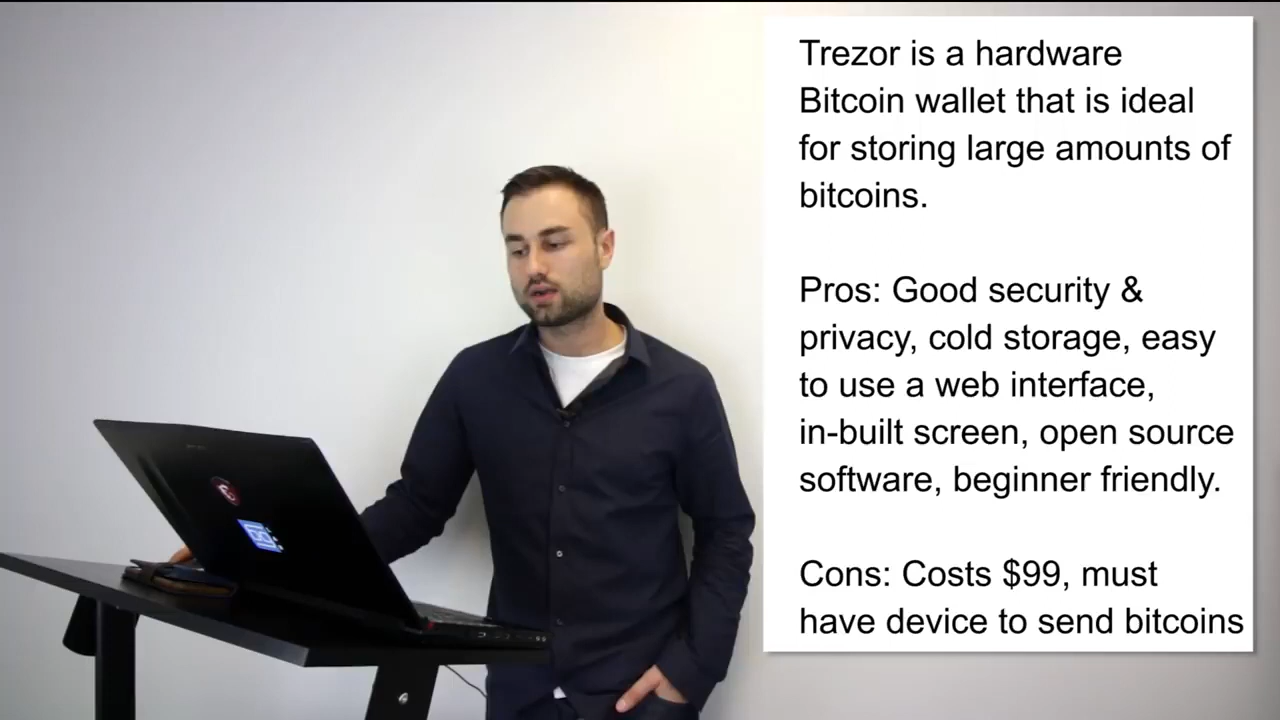 Trezor is a hardware
Bitcoin wallet that is ideal
for storing large amounts of
bitcoins.
Pros: Good security &
privacy, cold storage, easy
to use a web interface,
in-built screen, open source
software, beginner friendly.
Cons: Costs $99, must
have device to send bitcoins